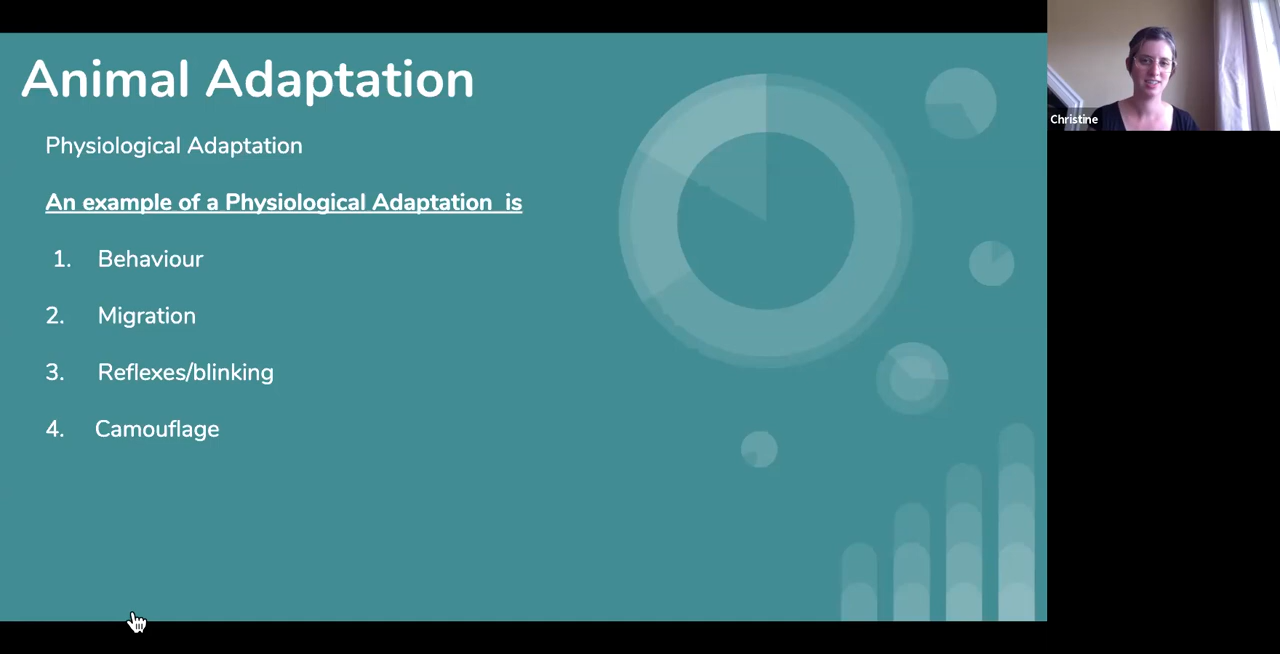 Animal Adaptation
Physiological Adaptation
An example of a Physiological Adaptation is
1. Behaviour
2. Migration
3. Reflexes/blinking
4. Camouflage
Christine